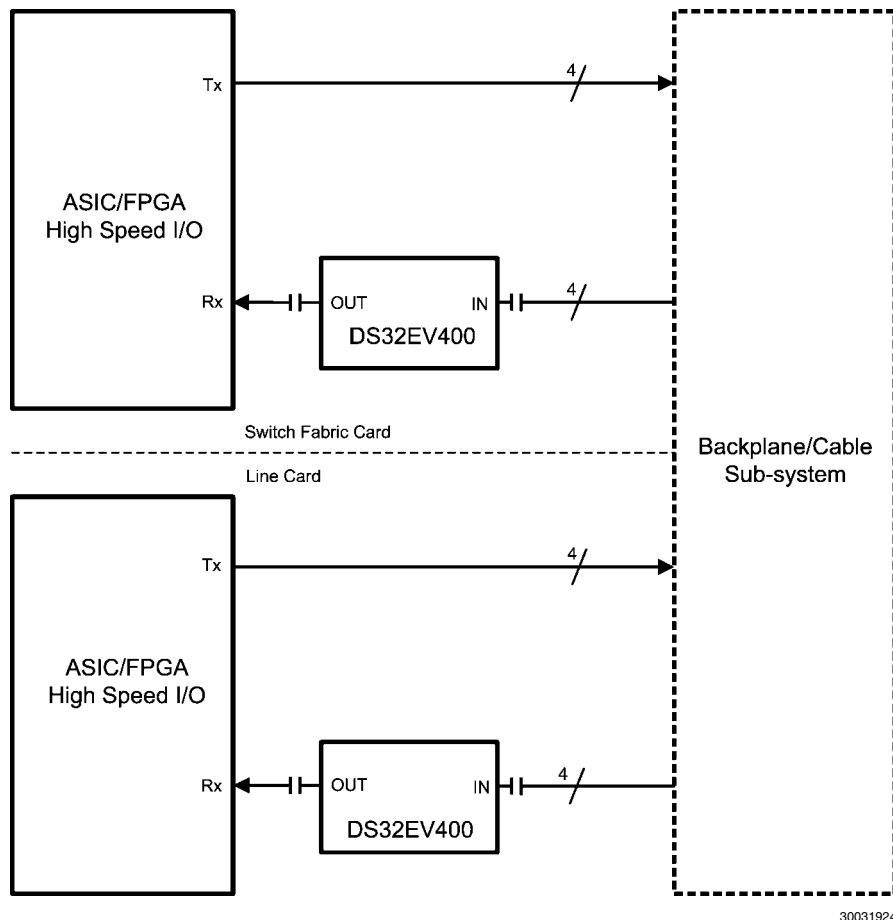 Tx
4
ASIC/FPGA
High Speed I/O
Rx
OUT
IN
4
DS32EV400
Switch Fabric Card
Line Card
Backplane/Cable
Sub-system
Tx
4
ASIC/FPGA
High Speed I/O
Rx
OUT
IN
4
DS32EV400
30031924